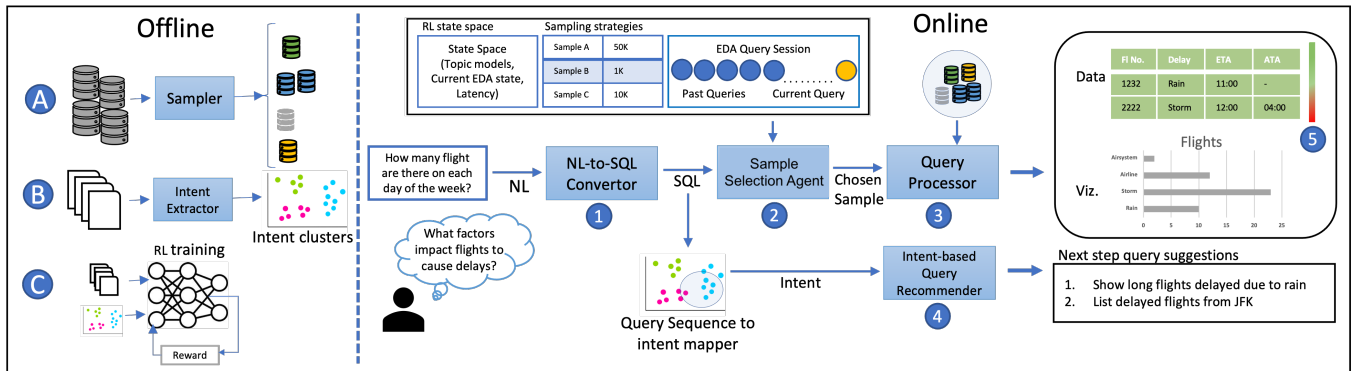 Offline
A
Sampler
B
Intent
Extractor
Intent clusters
C
RL training
Reward
Online
RL state space
State Space
(Topic models,
Current EDA state,
Latency)
Sampling strategies
Sample A 50K
Sample B 1K
Sample C 10K
EDA Query Session
Past Queries Current Query
How many flight
are there on each
day of the week?
NL
NL-to-SQL
Convertor
1
SQL
Sample
Selection Agent
2
Chosen
Sample
Query
Processor
3
What factors
impact flights to
cause delays?
Query Sequence to
intent mapper
Intent
Intent-based
Query
Recommender
4
Data
Fl No. Delay ETA ATA
1232 Rain 11:00 -
2222 Storm 12:00 04:00
5
Viz.
Flights
Airsystem
Airline
Storm
Rain
0 5 10 15 20 25
Next step query suggestions
1. Show long flights delayed due to rain
2. List delayed flights from JFK